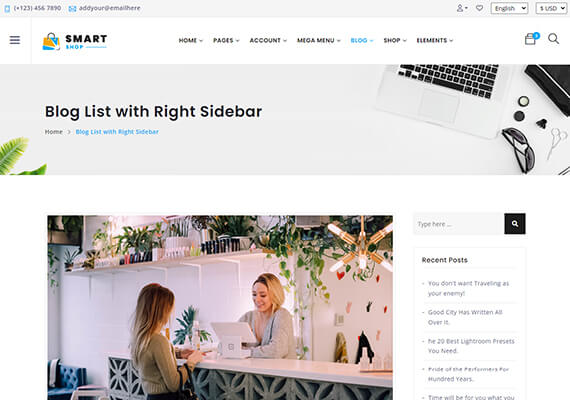 (+123) 456 7890 addyour@emailhere English $ USD
SMART
SHOP
HOME PAGES ACCOUNT MEGA MENU BLOG SHOP ELEMENTS
Blog List with Right Sidebar
Home > Blog List with Right Sidebar
Type here ...
Recent Posts
- You don't want Traveling as
your enemy!
- Good City Has Written All
Over It.
- he 20 Best Lightroom Presets
You Need.
- Pride of the Performers For
Hundred Years.
- Time will be for you what you